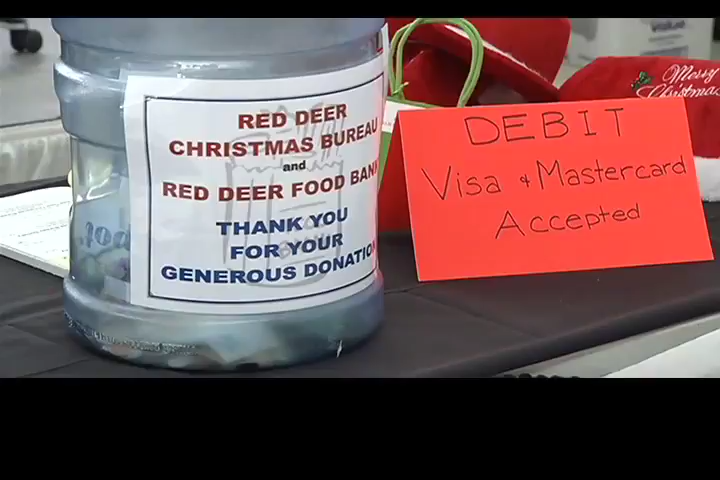 RED DEER
CHRISTMAS BUREAU
and
RED DEER FOOD BANK
THANK YOU
FOR YOUR
GENEROUS DONATION
DEBIT
Visa & Mastercard
Accepted
Merry
Christmas